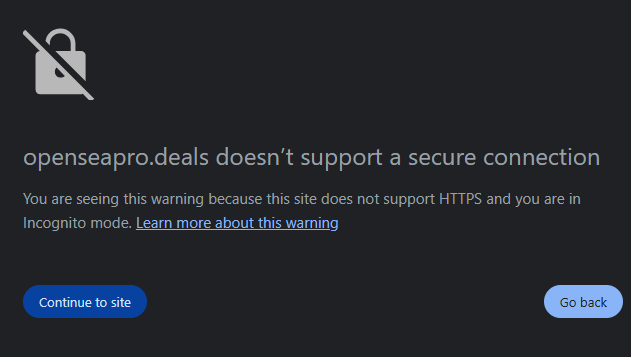 openseapro.deals doesn’t support a secure connection
You are seeing this warning because this site does not support HTTPS and you are in
Incognito mode. Learn more about this warning
Continue to site
Go back